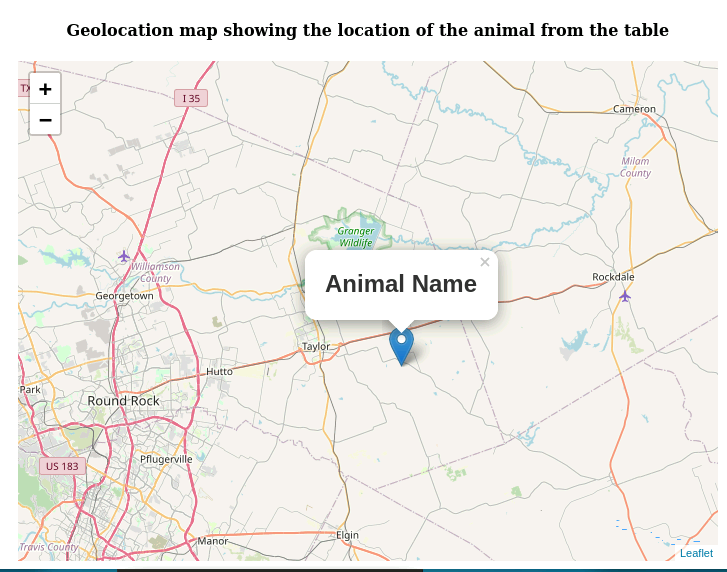 Geolocation map showing the location of the animal from the table
+
−
I 35
Cameron
Milam
County
Granger
Wildlife
Williamson
County
Georgetown
×
Animal Name
Rockdale
Taylor
Hutto
Park
Round Rock
Pflugerville
US 183
Elgin
Manor
Travis County
Leaflet